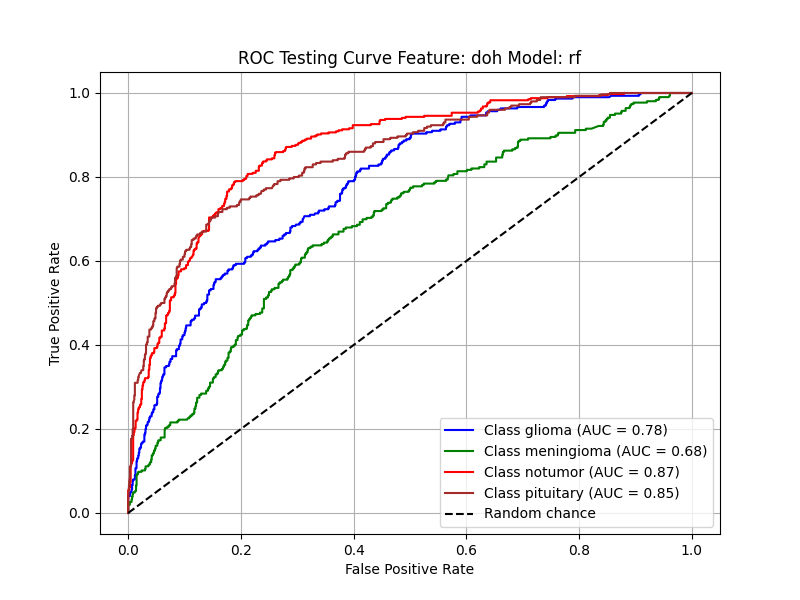 ROC Testing Curve Feature: doh Model: rf
True Positive Rate
1.0
0.8
0.6
0.4
0.2
0.0
Class glioma (AUC = 0.78)
Class meningioma (AUC = 0.68)
Class notumor (AUC = 0.87)
Class pituitary (AUC = 0.85)
Random chance
0.0 0.2 0.4 0.6 0.8 1.0
False Positive Rate